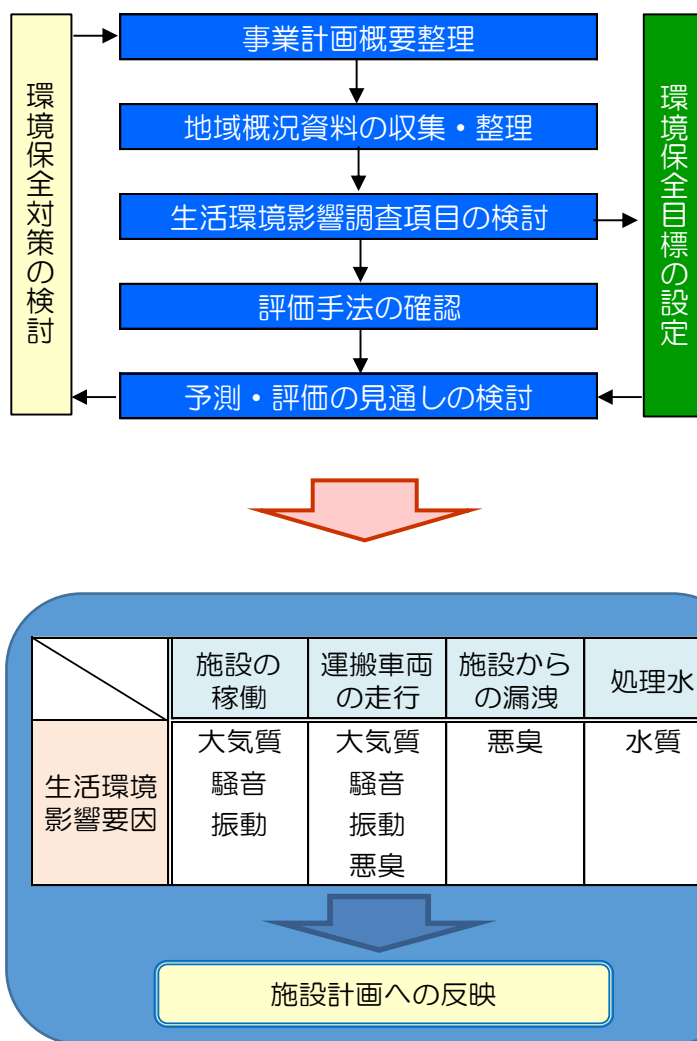 事業計画概要整理
地域概況資料の収集・整理
生活環境影響調査項目の検討
評価手法の確認
予測・評価の見通しの検討
環境保全対策の検討
環境保全目標の設定
施設の
稼働
運搬車両
の走行
施設から
の漏洩
処理水
生活環境
影響要因
大気質
騒音
振動
大気質
騒音
振動
悪臭
悪臭
水質
施設計画への反映